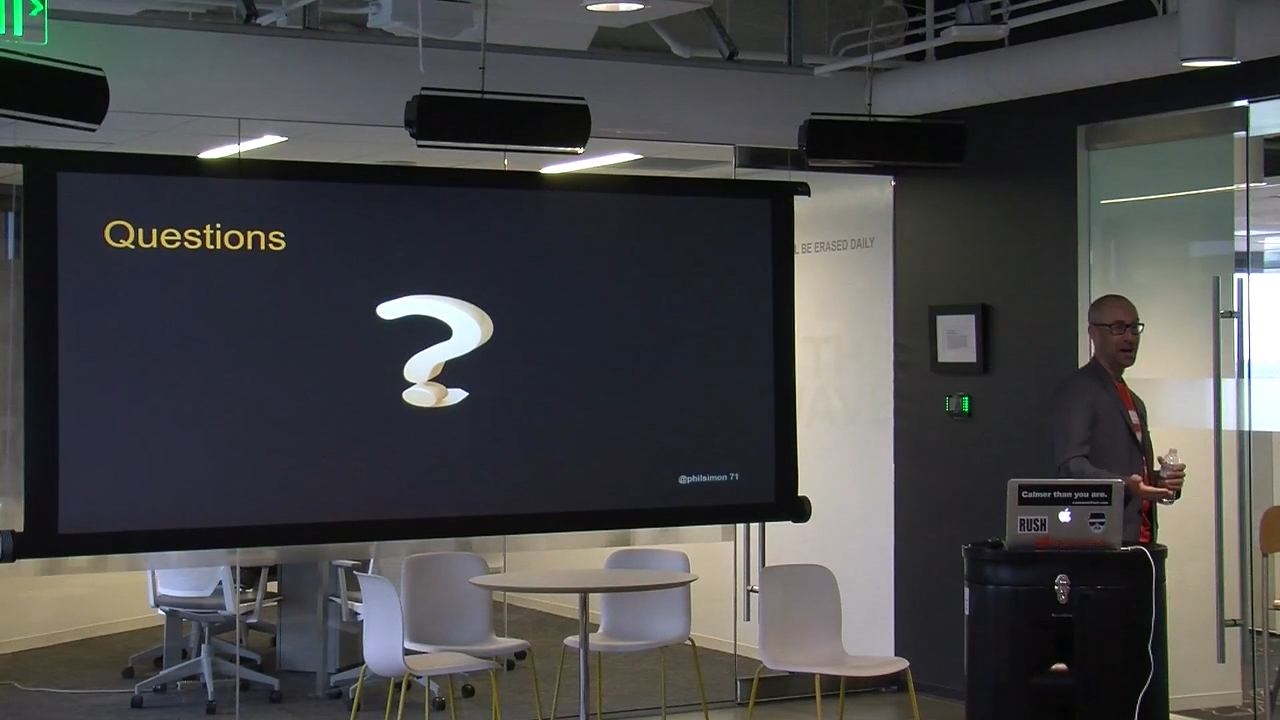 Questions
?
@philsimon 71
L BE ERASED DAILY
Calmer than you are.
RUSH